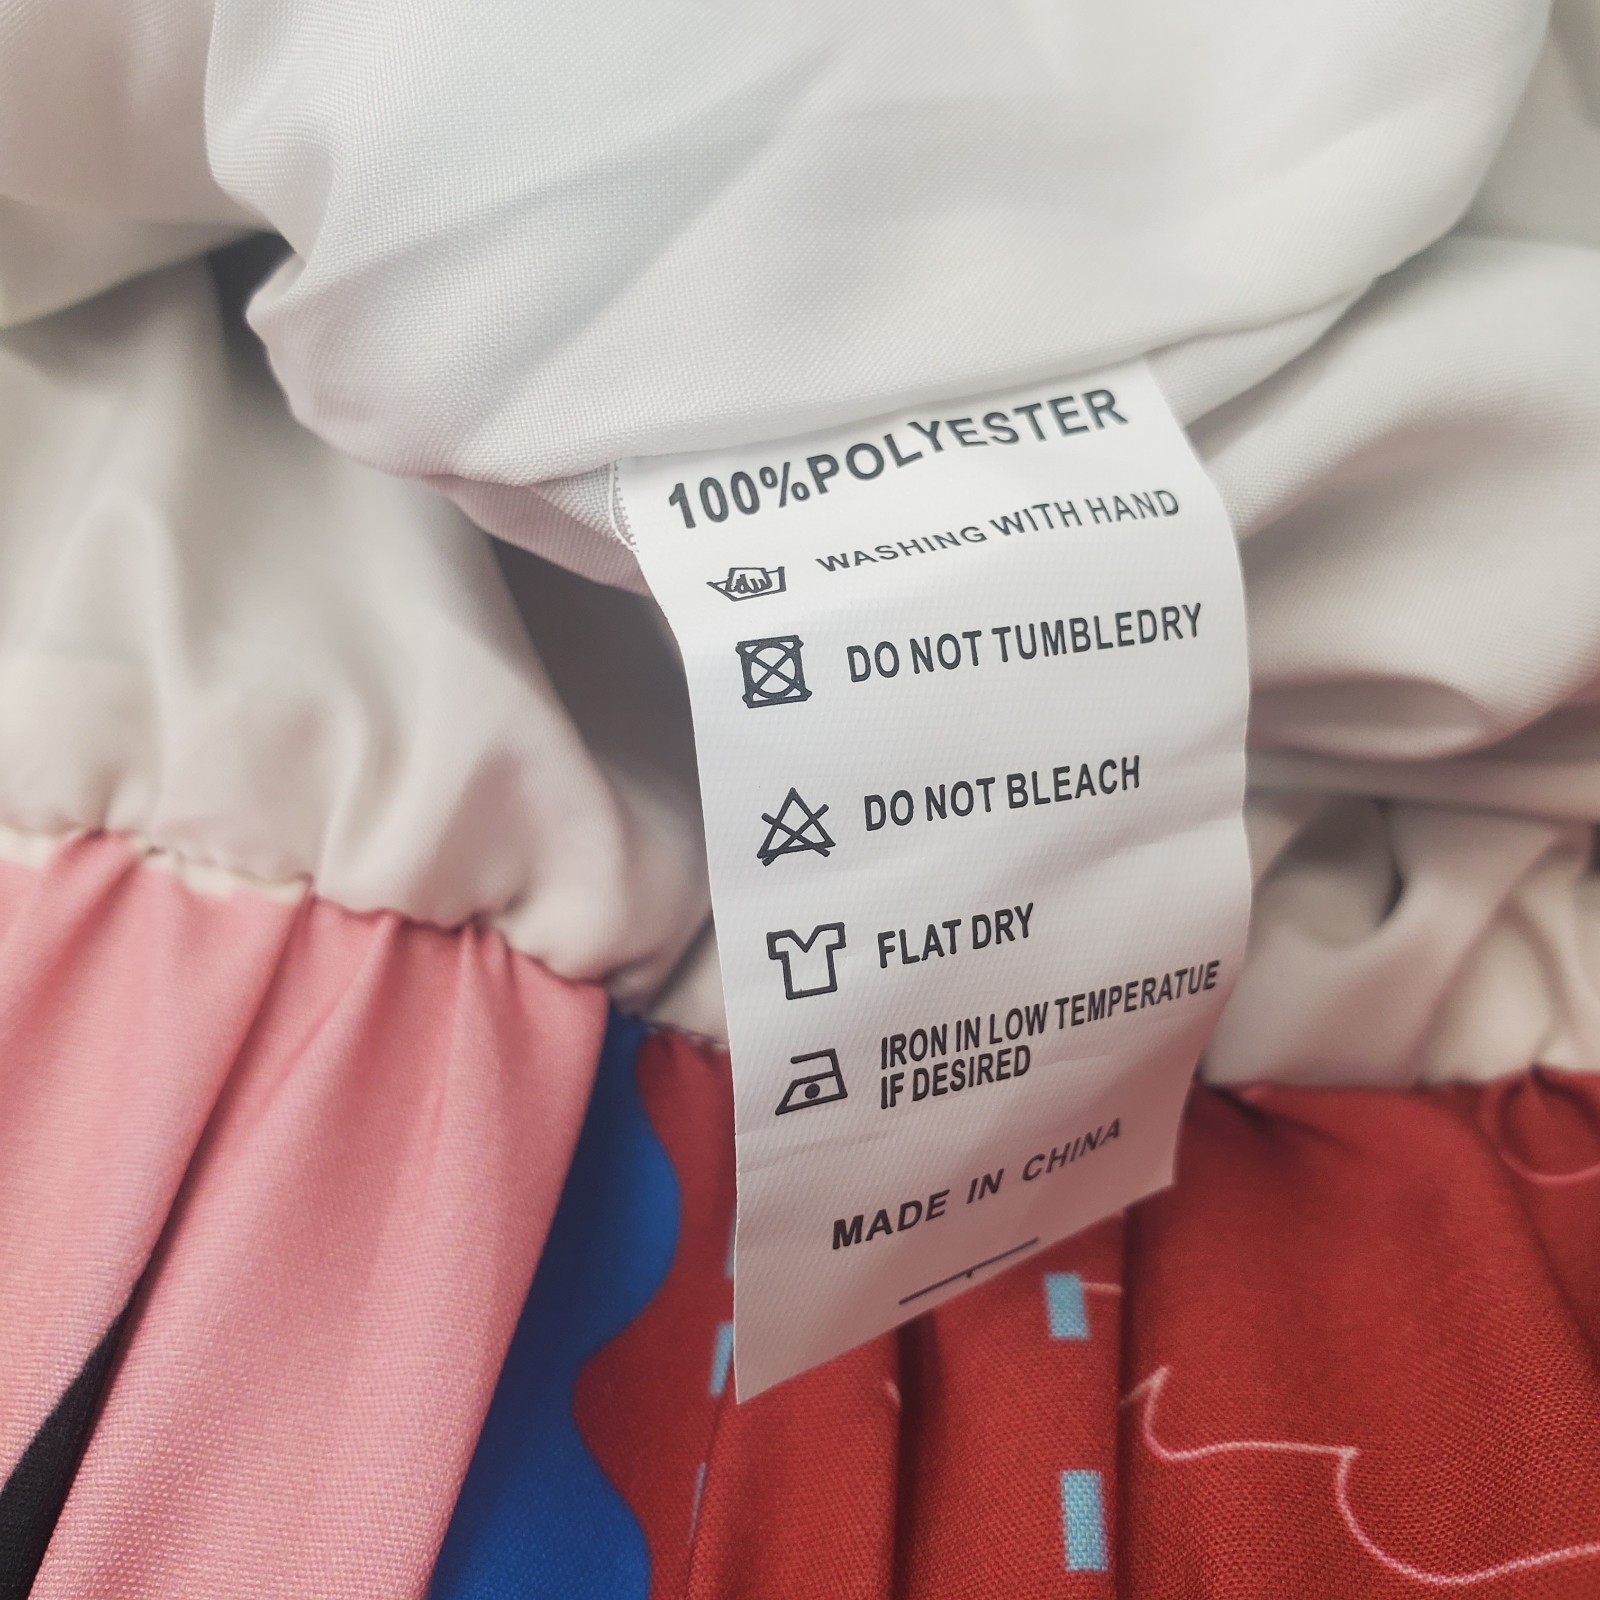 100%POLYESTER
WASHING WITH HAND
DO NOT TUMBLEDRY
DO NOT BLEACH
FLAT DRY
IRON IN LOW TEMPERATUE
IF DESIRED
MADE IN CHINA